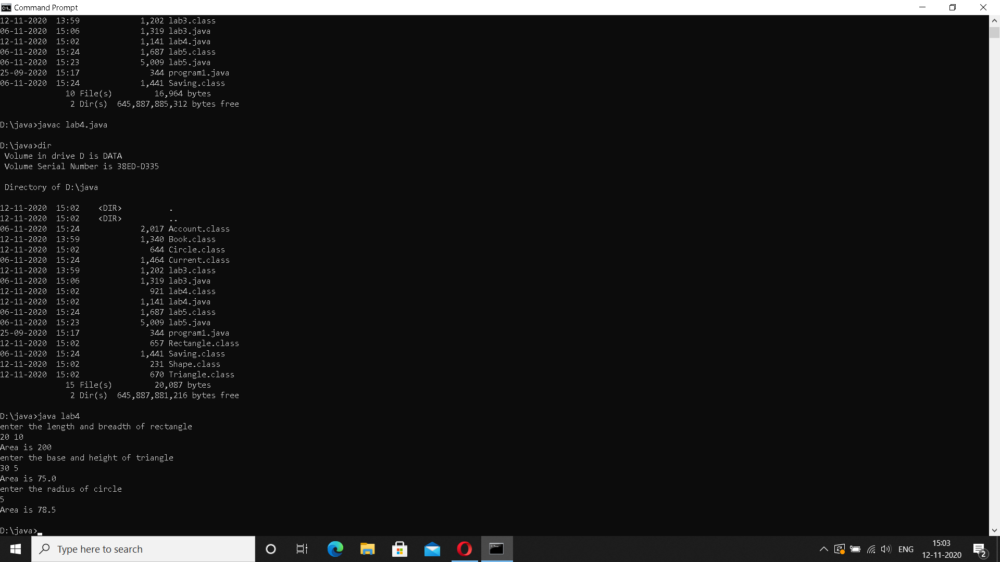 Command Prompt
12-11-2020  13:59             1,202 lab3.class
06-11-2020  15:06             1,319 lab3.java
12-11-2020  15:02             1,141 lab4.java
06-11-2020  15:24             1,687 lab5.class
06-11-2020  15:23             5,009 lab5.java
25-09-2020  15:17               344 program1.java
06-11-2020  15:24             1,441 Saving.class
              10 File(s)         16,964 bytes
               2 Dir(s)  645,887,885,312 bytes free
D:\java>javac lab4.java
D:\java>dir
 Volume in drive D is DATA
 Volume Serial Number is 38ED-D335
 Directory of D:\java
12-11-2020  15:02    <DIR>          .
12-11-2020  15:02    <DIR>          ..
06-11-2020  15:24             2,017 Account.class
12-11-2020  13:59             1,340 Book.class
12-11-2020  15:02               644 Circle.class
06-11-2020  15:24             1,464 Current.class
12-11-2020  13:59             1,202 lab3.class
06-11-2020  15:06             1,319 lab3.java
12-11-2020  15:02               921 lab4.class
12-11-2020  15:02             1,141 lab4.java
06-11-2020  15:24             1,687 lab5.class
06-11-2020  15:23             5,009 lab5.java
25-09-2020  15:17               344 program1.java
12-11-2020  15:02               657 Rectangle.class
06-11-2020  15:24             1,441 Saving.class
12-11-2020  15:02               231 Shape.class
12-11-2020  15:02               670 Triangle.class
              15 File(s)         20,087 bytes
               2 Dir(s)  645,887,881,216 bytes free
D:\java>java lab4
enter the length and breadth of rectangle
20 10
Area is 200
enter the base and height of triangle
30 5
Area is 75.0
enter the radius of circle
5
Area is 78.5
D:\java>
Type here to search
ENG
15:03
12-11-2020
2